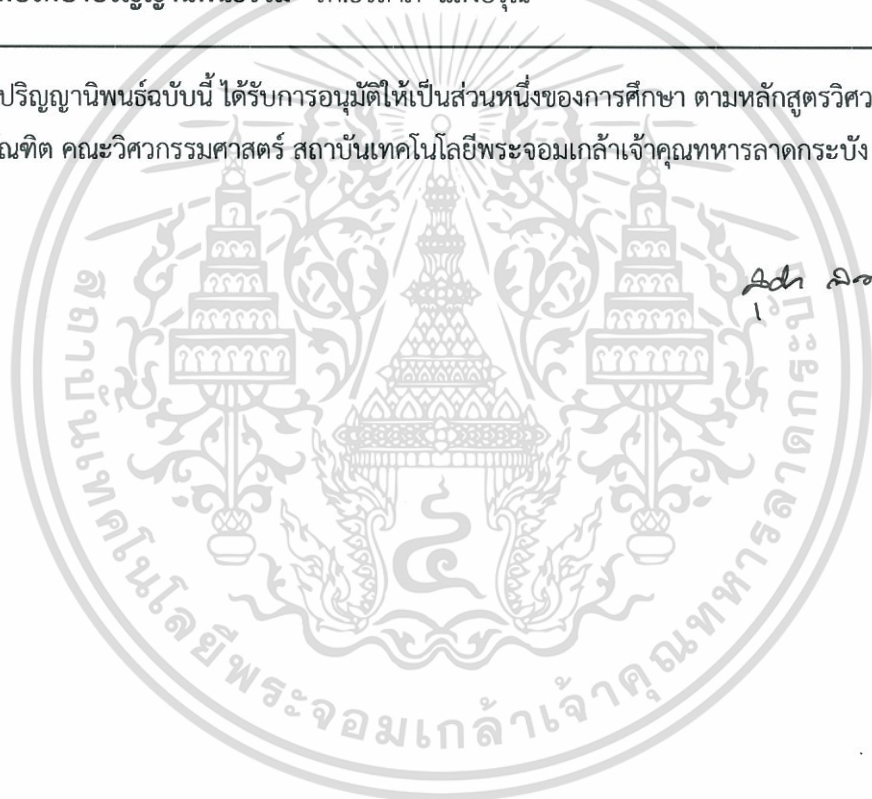 ปริญญานิพนธ์ฉบับนี้ ได้รับการอนุมัติให้เป็นส่วนหนึ่งของการศึกษา ตามหลักสูตรวิศว
ณฑิต คณะวิศวกรรมศาสตร์ สถาบันเทคโนโลยีพระจอมเกล้าเจ้าคุณทหารลาดกระบัง
สถาบันเทคโนโลยีพระจอมเกล้าเจ้าคุณทหารลาดกระบัง